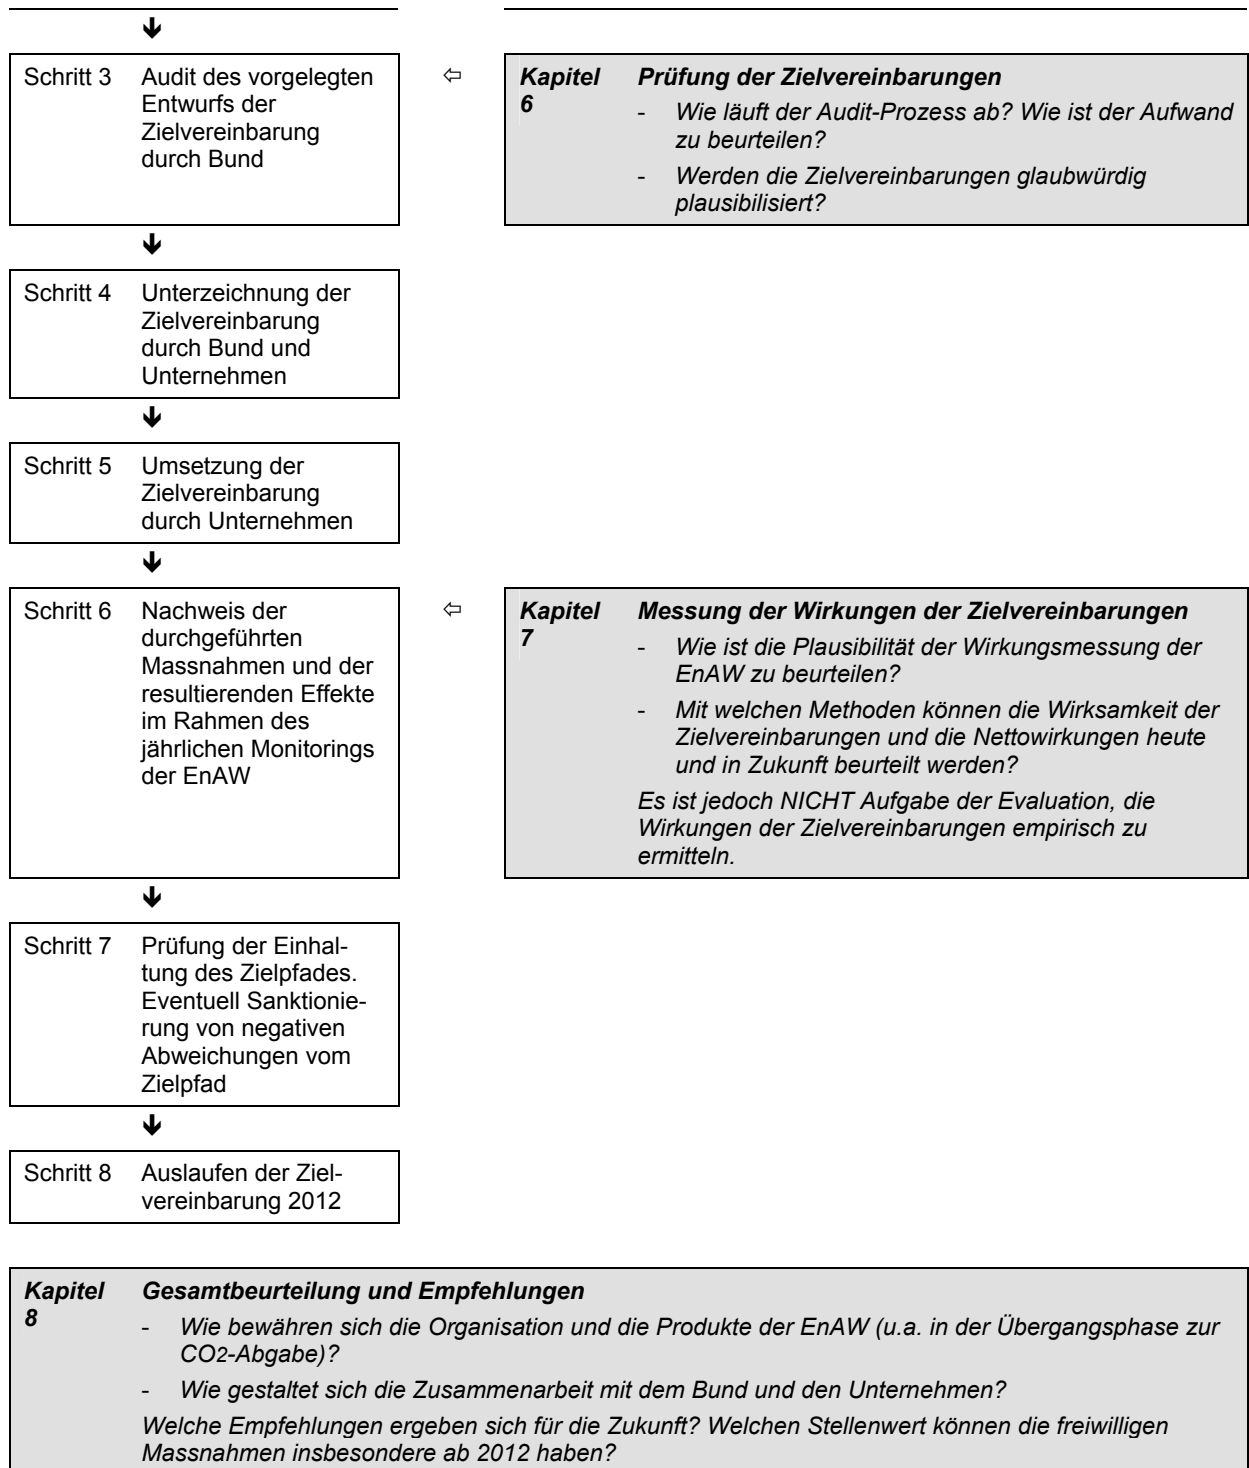 Schritt 3 Audit des vorgelegten
Entwurfs der
Zielvereinbarung
durch Bund
Kapitel Prüfung der Zielvereinbarungen
6
- Wie läuft der Audit-Prozess ab? Wie ist der Aufwand
zu beurteilen?
- Werden die Zielvereinbarungen glaubwürdig
plausibilisiert?
Schritt 4 Unterzeichnung der
Zielvereinbarung
durch Bund und
Unternehmen
Schritt 5 Umsetzung der
Zielvereinbarung
durch Unternehmen
Schritt 6 Nachweis der
durchgeführten
Massnahmen und der
resultierenden Effekte
im Rahmen des
jährlichen Monitorings
der EnAW
Kapitel Messung der Wirkungen der Zielvereinbarungen
7
- Wie ist die Plausibilität der Wirkungsmessung der
EnAW zu beurteilen?
- Mit welchen Methoden können die Wirksamkeit der
Zielvereinbarungen und die Nettowirkungen heute
und in Zukunft beurteilt werden?
Es ist jedoch NICHT Aufgabe der Evaluation, die
Wirkungen der Zielvereinbarungen empirisch zu
ermitteln.
Schritt 7 Prüfung der Einhal-
tung des Zielpfades.
Eventuell Sanktionie-
rung von negativen
Abweichungen vom
Zielpfad
Schritt 8 Auslaufen der Ziel-
vereinbarung 2012
Kapitel Gesamtbeurteilung und Empfehlungen
8
- Wie bewähren sich die Organisation und die Produkte der EnAW (u.a. in der Übergangsphase zur
CO2-Abgabe)?
- Wie gestaltet sich die Zusammenarbeit mit dem Bund und den Unternehmen?
Welche Empfehlungen ergeben sich für die Zukunft? Welchen Stellenwert können die freiwilligen
Massnahmen insbesondere ab 2012 haben?